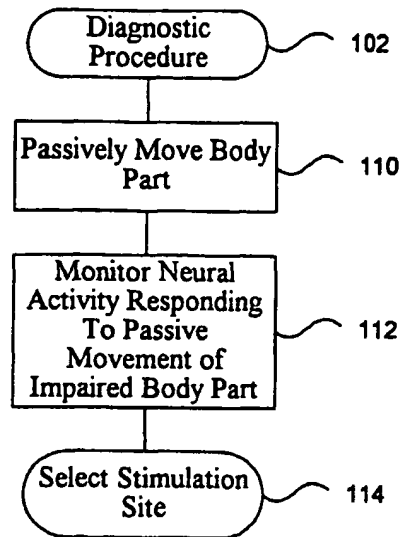 Diagnostic
Procedure
102
Passively Move Body
Part
110
Monitor Neural
Activity Responding
To Passive
Movement of
Impaired Body Part
112
Select Stimulation
Site
114